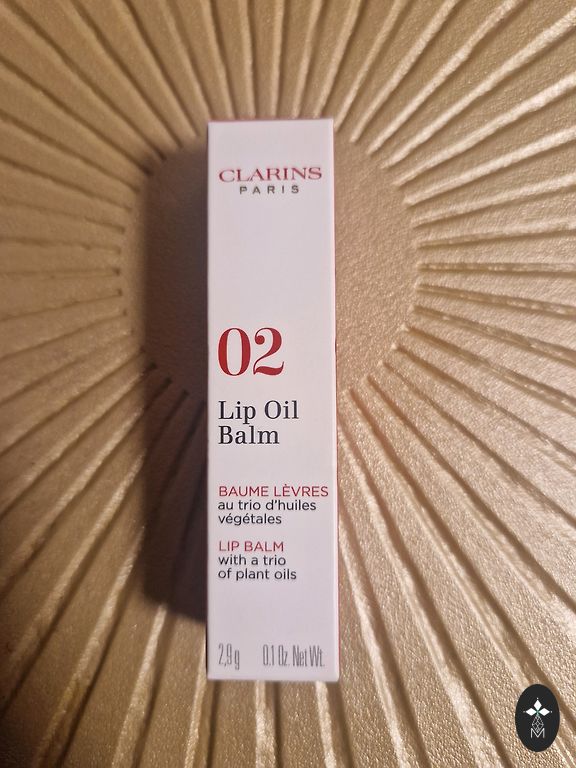 CLARINS
PARIS
02
Lip Oil
Balm
BAUME LÈVRES
au trio d'huiles
végétales
LIP BALM
with a trio
of plant oils
2,9 g 0.1 Oz. Net Wt.
M